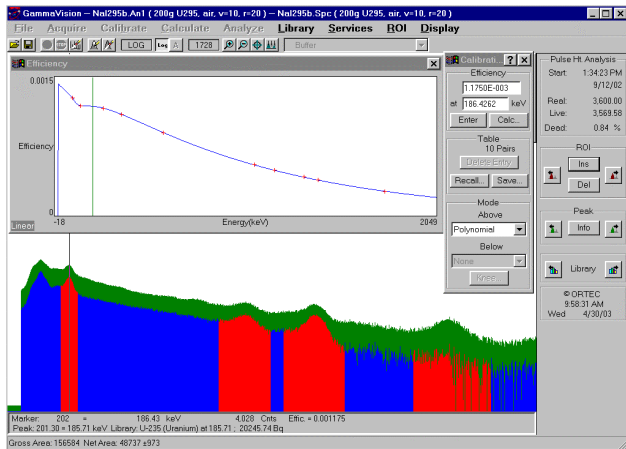 GammaVision – NaI295b.An1 ( 200g U295, air, v=10, r=20 ) – NaI295b.Spc ( 200g U295, air, v=10, r=20 )
File Acquire Calibrate Calculate Analyze Library Services ROI Display
LOG Log A 1728 Buffer
Efficiency
0.0015
Efficiency
0
-18 Energy(keV) 2049
Linear
Calibrati...
Efficiency
1.1750E-003
at 186.4262 keV
Enter Calc...
Table
10 Pairs
Delete Entry
Recall... Save...
Mode
Above
Polynomial
Below
None
Knee...
Pulse Ht. Analysis
Start: 1:34:23 PM
9/12/02
Real: 3,600.00
Live: 3,569.58
Dead: 0.84 %
ROI
Ins
Del
Peak
Info
Library
© ORTEC
9:58:31 AM
Wed 4/30/03
Marker: 202 = 186.43 keV 4.028 Cnts Effic. = 0.001175
Peak: 201.30 = 185.71 keV Library: U-235 (Uranium) at 185.71 ; 20245.74 Bq
Gross Area: 156584 Net Area: 48737 ±973